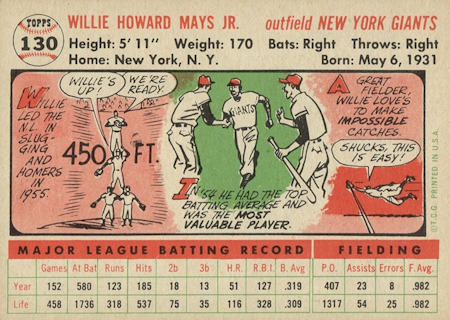 TOPPS
130
WILLIE HOWARD MAYS JR. outfield NEW YORK GIANTS
Height: 5' 11" Weight: 170 Bats: Right Throws: Right
Home: New York, N. Y. Born: May 6, 1931
WILLIE LED THE N.L. IN SLUG-
GING AND HOMERS IN 1955.
WILLIE'S UP!
WE'RE READY.
450 FT.
GIANTS
IN '54 HE HAD THE TOP
BATTING AVERAGE AND
WAS THE MOST
VALUABLE PLAYER.
A GREAT
FIELDER,
WILLIE LOVE'S
TO MAKE
IMPOSSIBLE
CATCHES.
SHUCKS, THIS
IS EASY!
© T.C.G. PRINTED IN U.S.A.
MAJOR LEAGUE BATTING RECORD FIELDING
Games At Bat Runs Hits 2b 3b H.R. R.B.I. B. Avg P.O. Assists Errors F. Avg.
Year 152 580 123 185 18 13 51 127 .319 407 23 8 .982
Life 458 1736 338 537 75 34 116 328 .309 1317 54 25 .982